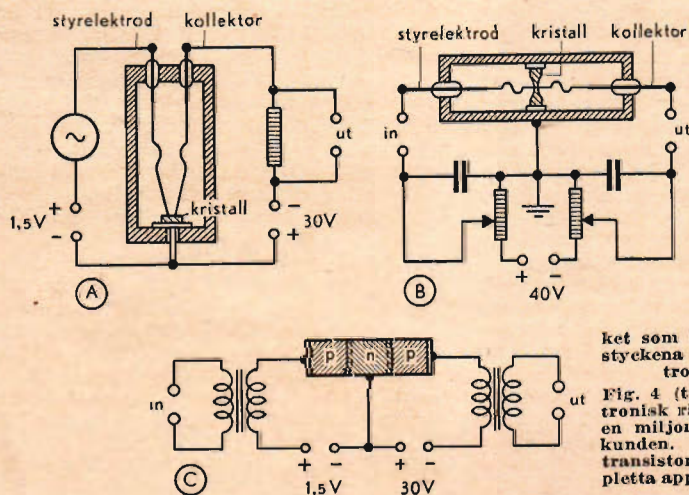 styrelektrod kollektor
ut
1,5V
+
-
kristall
-
+
30V
A
styrelektrod kristall kollektor
in
ut
+ -
40V
B
p n p
in
ut
+ - + -
1,5V 30V
C
ket som
styckena
tro
Fig. 4 (t
tronisk
en miljon
kunden.
transistor
pletta app